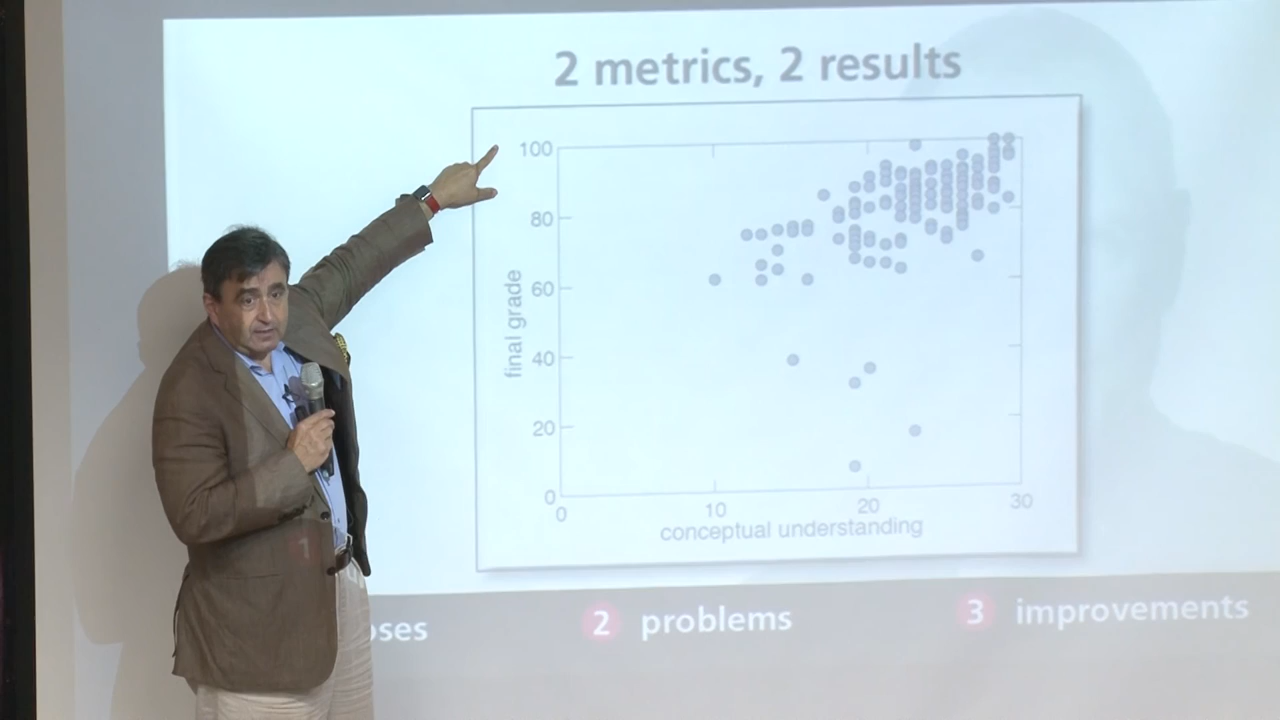 2 metrics, 2 results
100
80
60
40
20
0
final grade
0
10
20
30
conceptual understanding
2 problems
3 improvements